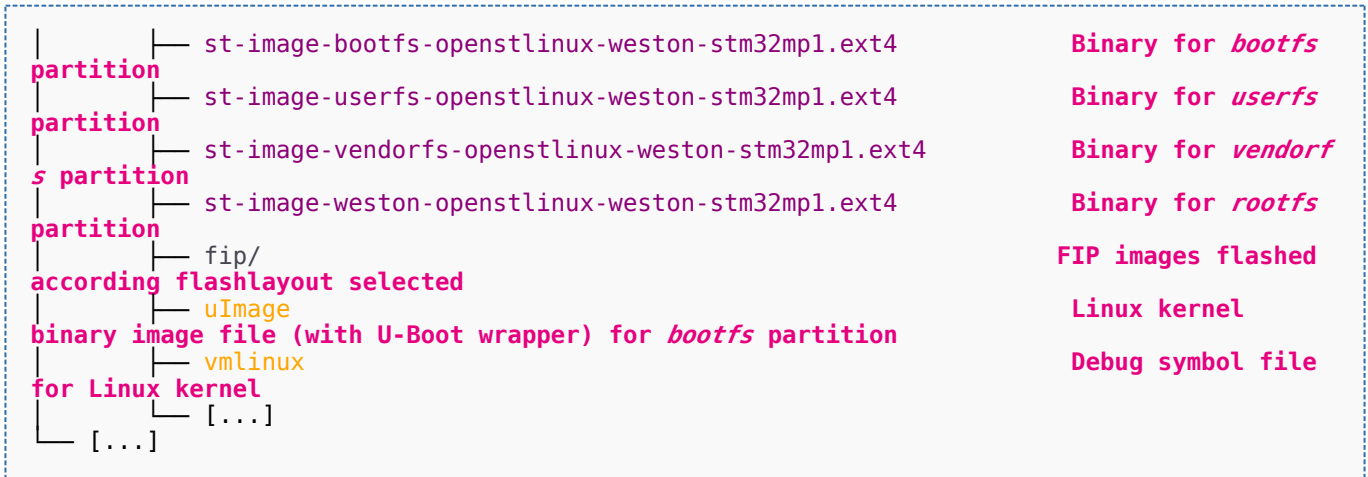 │       ├── st-image-bootfs-openstlinux-weston-stm32mp1.ext4            Binary for bootfs
partition
│       ├── st-image-userfs-openstlinux-weston-stm32mp1.ext4            Binary for userfs
partition
│       ├── st-image-vendorfs-openstlinux-weston-stm32mp1.ext4          Binary for vendorf
s partition
│       ├── st-image-weston-openstlinux-weston-stm32mp1.ext4            Binary for rootfs
partition
│       ├── fip/                                                       FIP images flashed
according flashlayout selected
│       ├── uImage                                                      Linux kernel
binary image file (with U-Boot wrapper) for bootfs partition
│       ├── vmlinux                                                     Debug symbol file
for Linux kernel
│       └── [...]
└── [...]